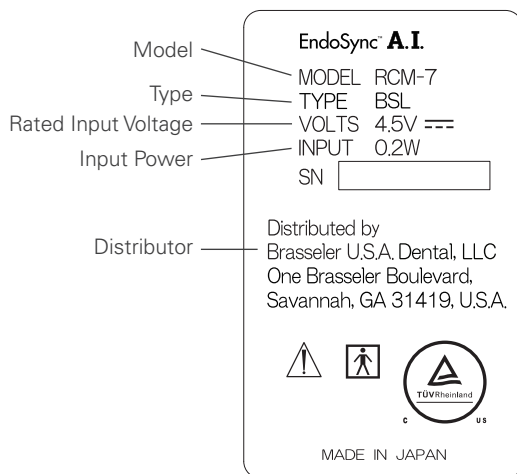 Model
Type
Rated Input Voltage
Input Power
Distributor
EndoSync™ A.I.
MODEL RCM-7
TYPE BSL
VOLTS 4.5V
INPUT 0.2W
SN
Distributed by
Brasseler U.S.A. Dental, LLC
One Brasseler Boulevard,
Savannah, GA 31419, U.S.A.
TÜVRheinland
C US
MADE IN JAPAN